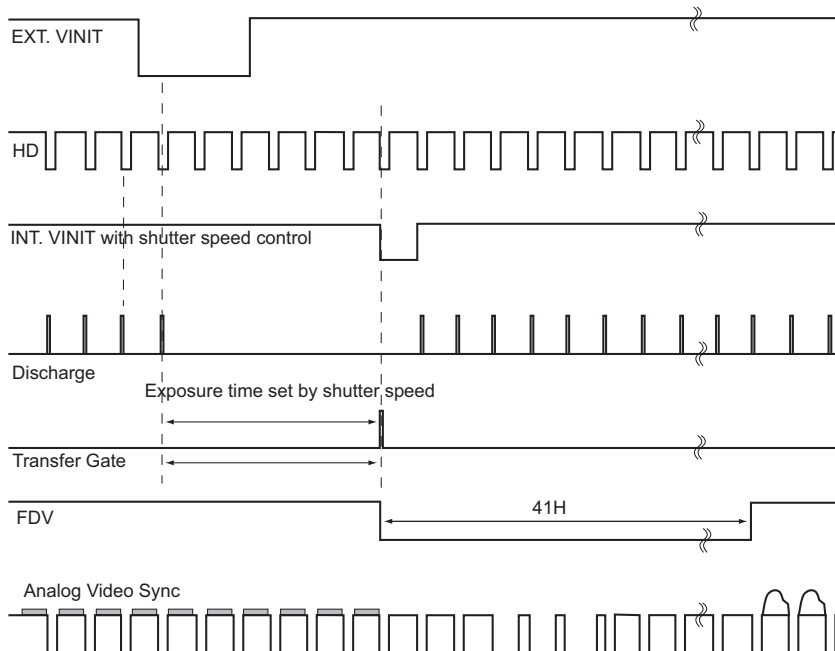 EXT. VINIT
HD
INT. VINIT with shutter speed control
Discharge
Exposure time set by shutter speed
Transfer Gate
FDV
41H
Analog Video Sync